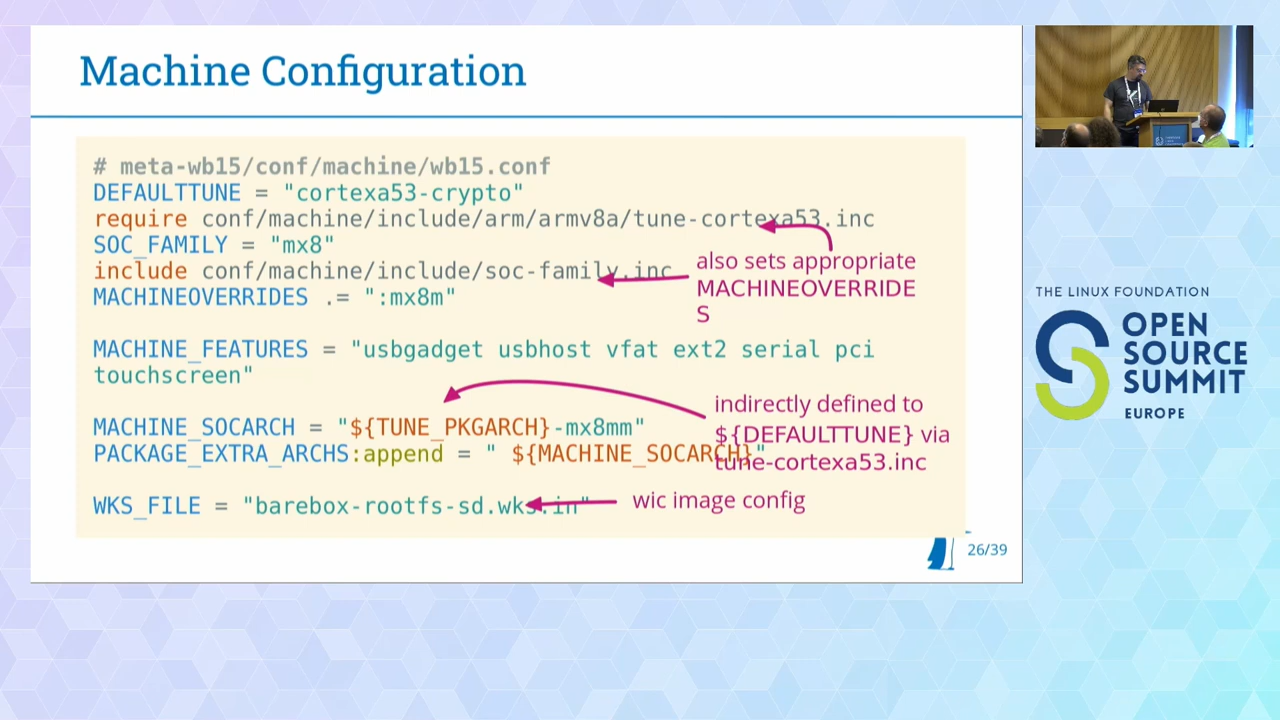 Machine Configuration
# meta-wb15/conf/machine/wb15.conf
DEFAULTTUNE = "cortexa53-crypto"
require conf/machine/include/arm/armv8a/tune-cortexa53.inc
SOC_FAMILY = "mx8"
include conf/machine/include/soc-family.inc
MACHINEOVERRIDES .= ":mx8m"
also sets appropriate
MACHINEOVERRIDE
S
MACHINE_FEATURES = "usbgadget usbhost vfat ext2 serial pci
touchscreen"
MACHINE_SOCARCH = "${TUNE_PKGARCH}-mx8mm"
PACKAGE_EXTRA_ARCHS:append = " ${MACHINE_SOCARCH}"
indirectly defined to
${DEFAULTTUNE} via
tune-cortexa53.inc
WKS_FILE = "barebox-rootfs-sd.wks.in"
wic image config
26/39
THE LINUX FOUNDATION
OPEN
SOURCE
SUMMIT
EUROPE